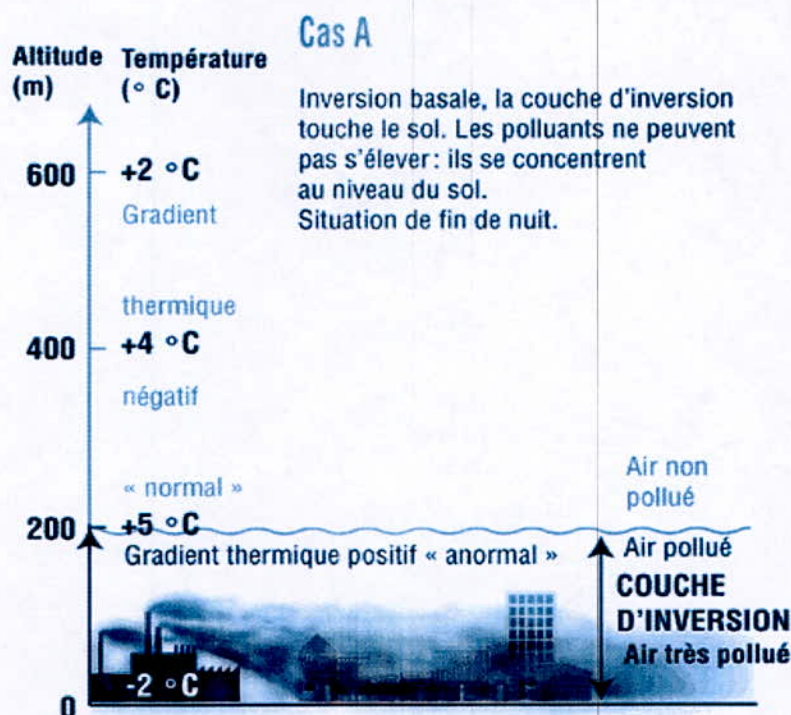 Cas A
Altitude
(m)
Température
(° C)
Inversion basale, la couche d'inversion
touche le sol. Les polluants ne peuvent
pas s'élever: ils se concentrent
au niveau du sol.
Situation de fin de nuit.
600
+2 °C
Gradient
thermique
400
+4 °C
négatif
« normal »
Air non
pollué
200
+5 °C
Gradient thermique positif « anormal »
Air pollué
COUCHE
D'INVERSION
Air très pollué
-2 °C
0